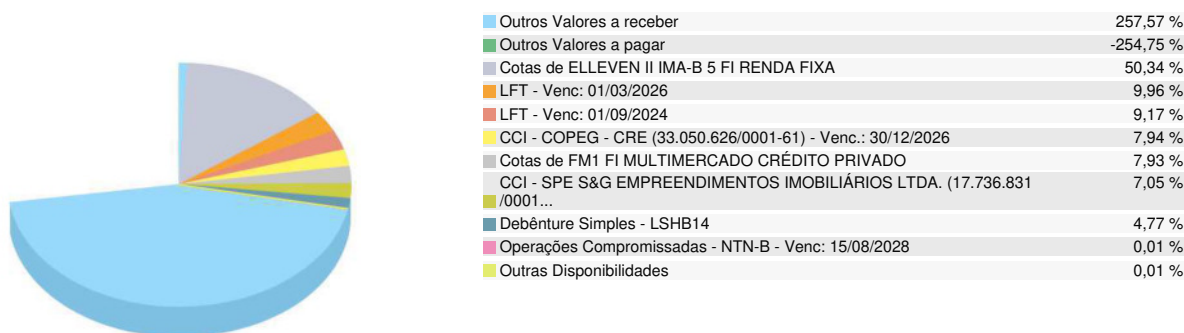 Outros Valores a receber 257,57 %
Outros Valores a pagar -254,75 %
Cotas de ELLEVEN II IMA-B 5 FI RENDA FIXA 50,34 %
LFT - Venc: 01/03/2026 9,96 %
LFT - Venc: 01/09/2024 9,17 %
CCI - COPEG - CRE (33.050.626/0001-61) - Venc.: 30/12/2026 7,94 %
Cotas de FM1 FI MULTIMERCADO CRÉDITO PRIVADO 7,93 %
CCI - SPE S&G EMPREENDIMENTOS IMOBILIÁRIOS LTDA. (17.736.831 7,05 %
/0001...
Debênture Simples - LSHB14 4,77 %
Operações Compromissadas - NTN-B - Venc: 15/08/2028 0,01 %
Outras Disponibilidades 0,01 %